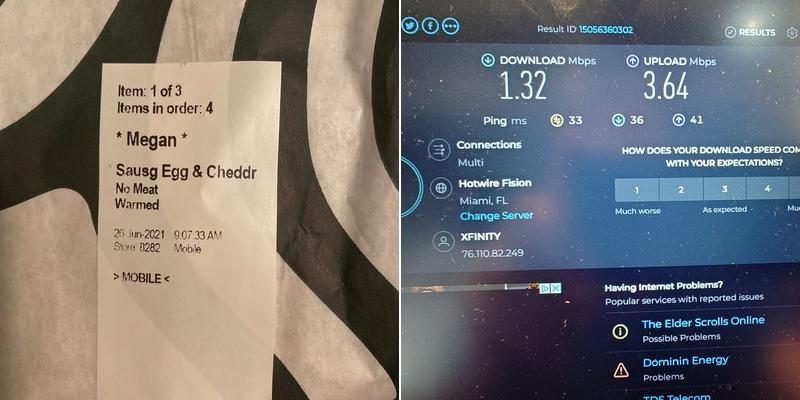 Item: 1 of 3
Items in order: 4
* Megan *
Sausg Egg & Cheddr
No Meat
Warmed
26-Jun-2021 9:07:33 AM
Store: 8282 Mobile
> MOBILE <
Result ID 15056360302
RESULTS
DOWNLOAD Mbps
1.32
UPLOAD Mbps
3.64
Ping ms 33 36 41
Connections
Multi
Hotwire Fision
Miami, FL
Change Server
XFINITY
76.110.82.249
HOW DOES YOUR DOWNLOAD SPEED COM
WITH YOUR EXPECTATIONS?
1 2 3 4
Much worse As expected Mu
Having Internet Problems?
Popular services with reported issues
The Elder Scrolls Online
Possible Problems
Dominin Energy
Problems
TDS Telecom